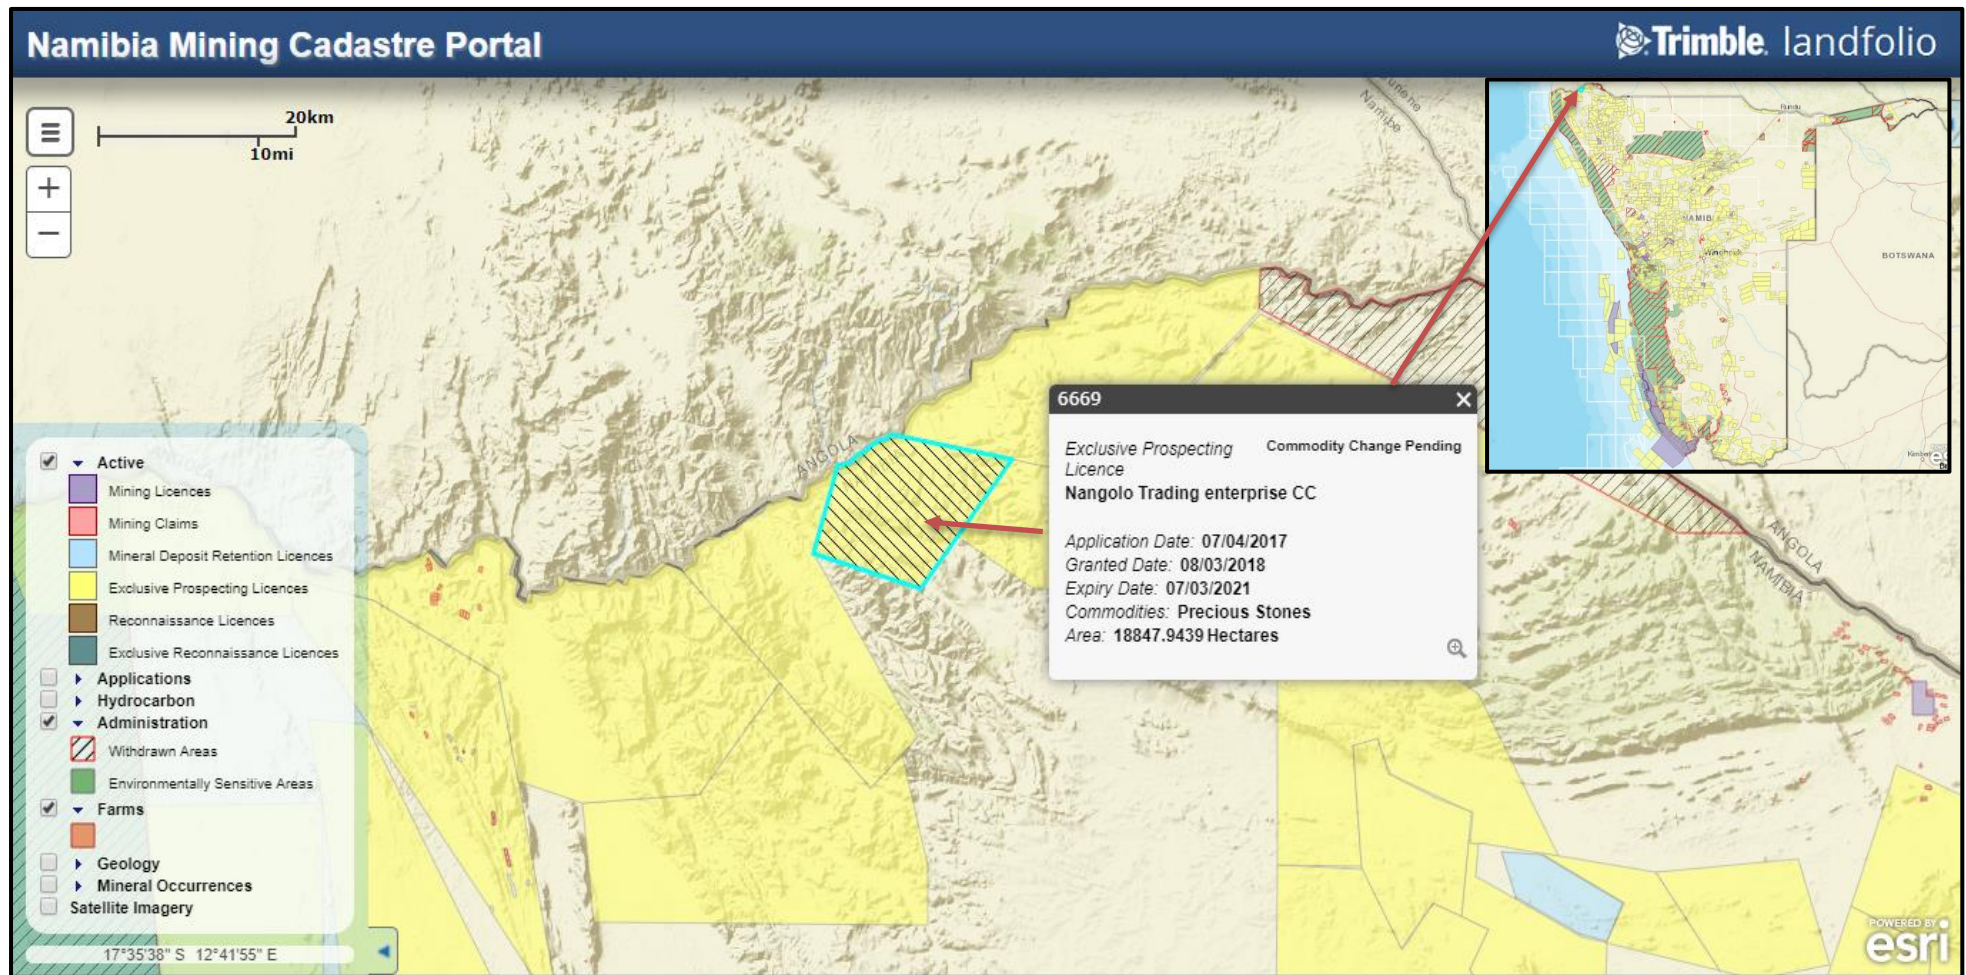 Namibia Mining Cadastre Portal
Trimble. landfolio
20km
10mi
+
−
Namibe
ANGOLA
6669
Exclusive Prospecting
Licence
Commodity Change Pending
Nangolo Trading enterprise CC
Application Date: 07/04/2017
Granted Date: 08/03/2018
Expiry Date: 07/03/2021
Commodities: Precious Stones
Area: 18847.9439 Hectares
Rundu
NAMIB
Windhoek
BOTSWANA
ANGOLA
NAMIBIA
Active
Mining Licences
Mining Claims
Mineral Deposit Retention Licences
Exclusive Prospecting Licences
Reconnaissance Licences
Exclusive Reconnaissance Licences
Applications
Hydrocarbon
Administration
Withdrawn Areas
Environmentally Sensitive Areas
Farms
Geology
Mineral Occurrences
Satellite Imagery
17°35'38" S 12°41'55" E
POWERED BY
esri